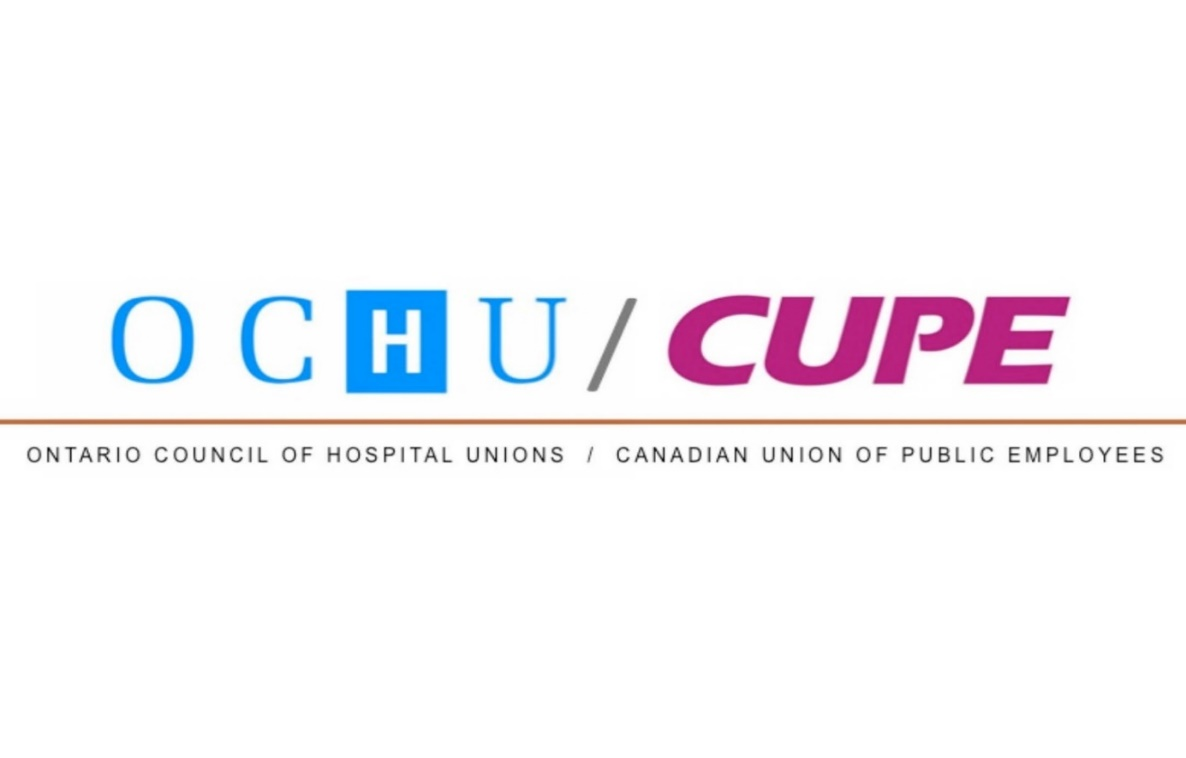 OCHU/CUPE
ONTARIO COUNCIL OF HOSPITAL UNIONS / CANADIAN UNION OF PUBLIC EMPLOYEES